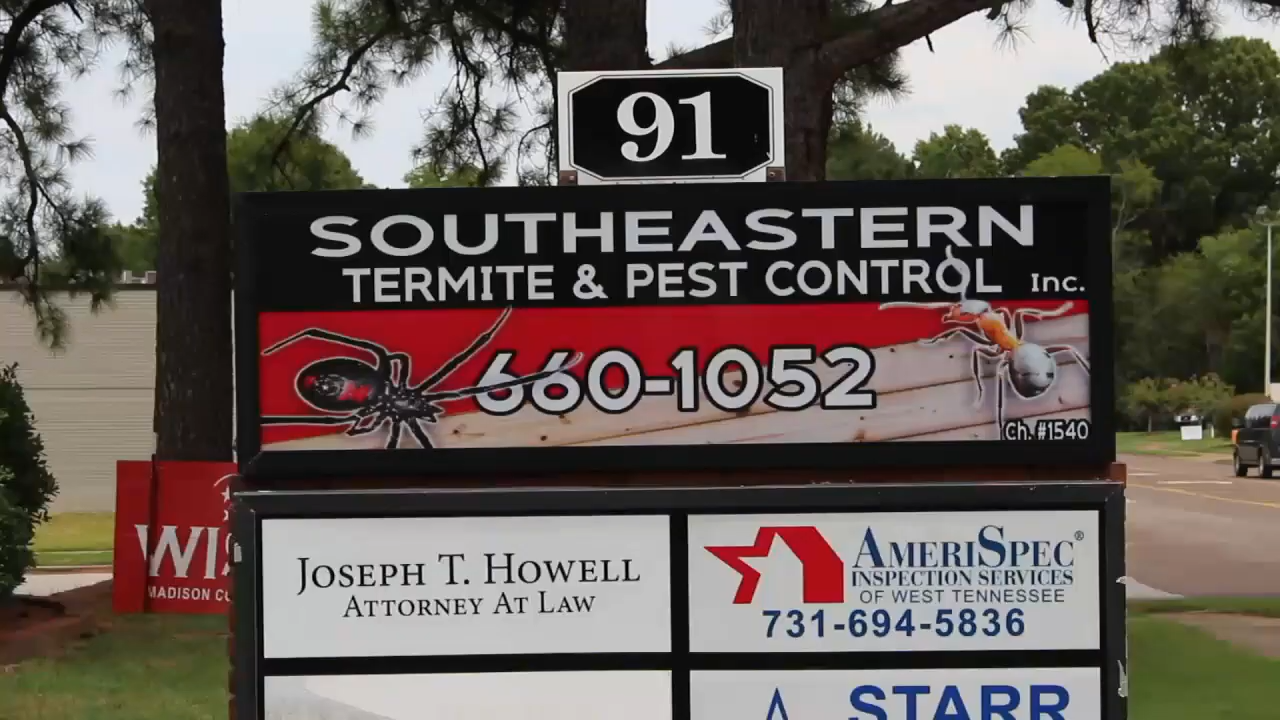 91
SOUTHEASTERN
TERMITE & PEST CONTROL Inc.
660-1052
Ch. #1540
JOSEPH T. HOWELL
ATTORNEY AT LAW
AMERISPEC®
INSPECTION SERVICES
OF WEST TENNESSEE
731-694-5836
STARR
MADISON